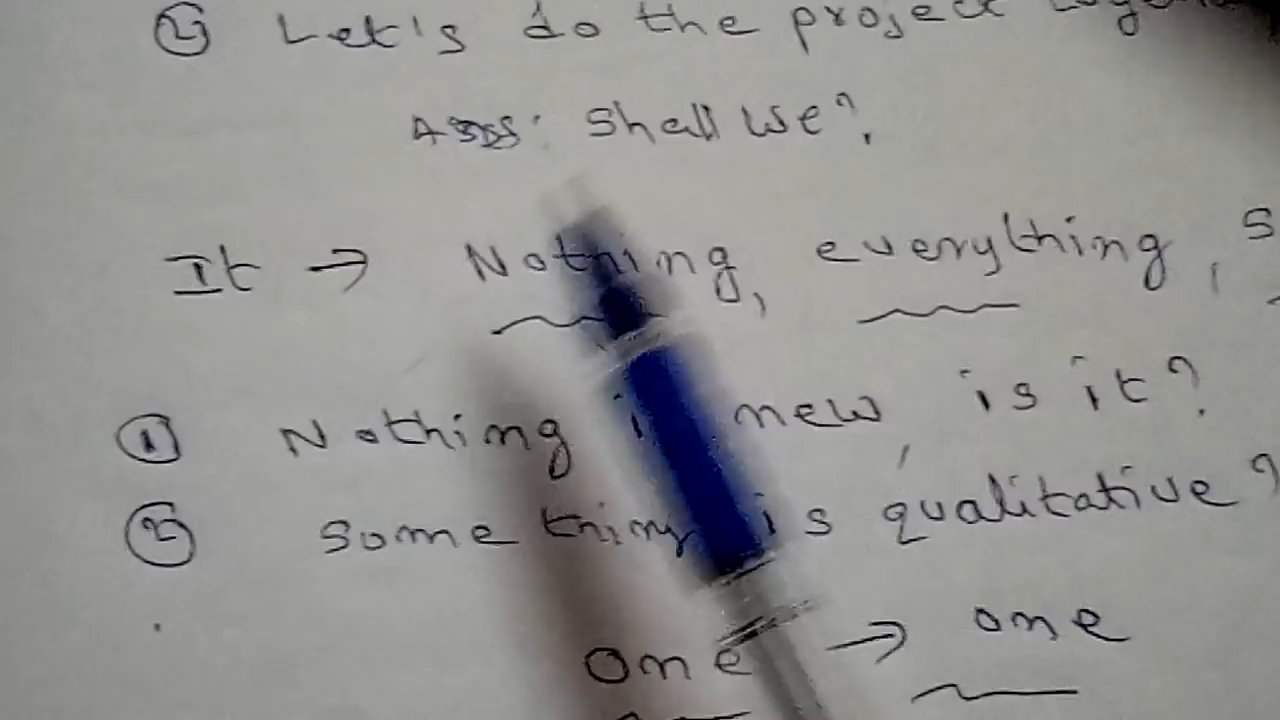 ② Let's do the project
Ans: Shall we?
It → Nothing, everything,
① Nothing new, is it?
② Something is qualitative?
one → one